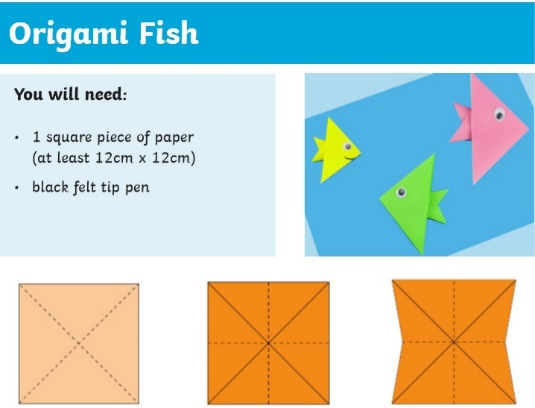 Origami Fish
You will need:
• 1 square piece of paper
(at least 12cm x 12cm)
• black felt tip pen